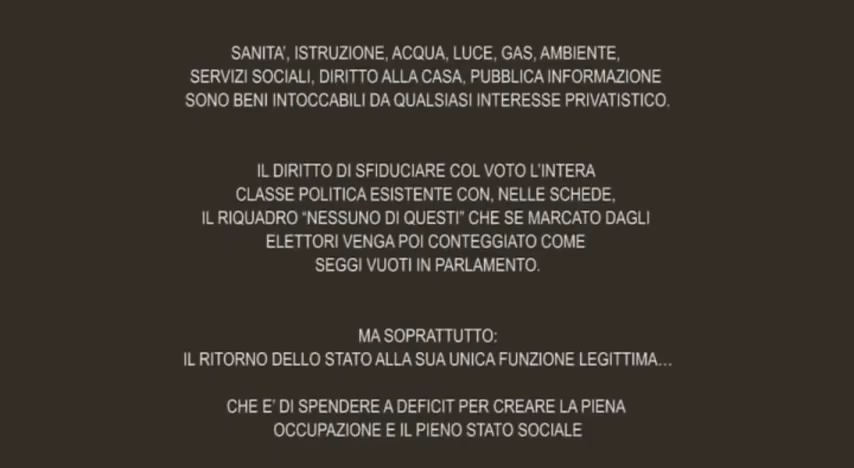 SANITA', ISTRUZIONE, ACQUA, LUCE, GAS, AMBIENTE,
SERVIZI SOCIALI, DIRITTO ALLA CASA, PUBBLICA INFORMAZIONE
SONO BENI INTOCCABILI DA QUALSIASI INTERESSE PRIVATISTICO.
IL DIRITTO DI SFIDUCIARE COL VOTO L'INTERA
CLASSE POLITICA ESISTENTE CON, NELLE SCHEDE,
IL RIQUADRO “NESSUNO DI QUESTI” CHE SE MARCATO DAGLI
ELETTORI VENGA POI CONTEGGIATO COME
SEGGI VUOTI IN PARLAMENTO.
MA SOPRATTUTTO:
IL RITORNO DELLO STATO ALLA SUA UNICA FUNZIONE LEGITTIMA...
CHE E' DI SPENDERE A DEFICIT PER CREARE LA PIENA
OCCUPAZIONE E IL PIENO STATO SOCIALE